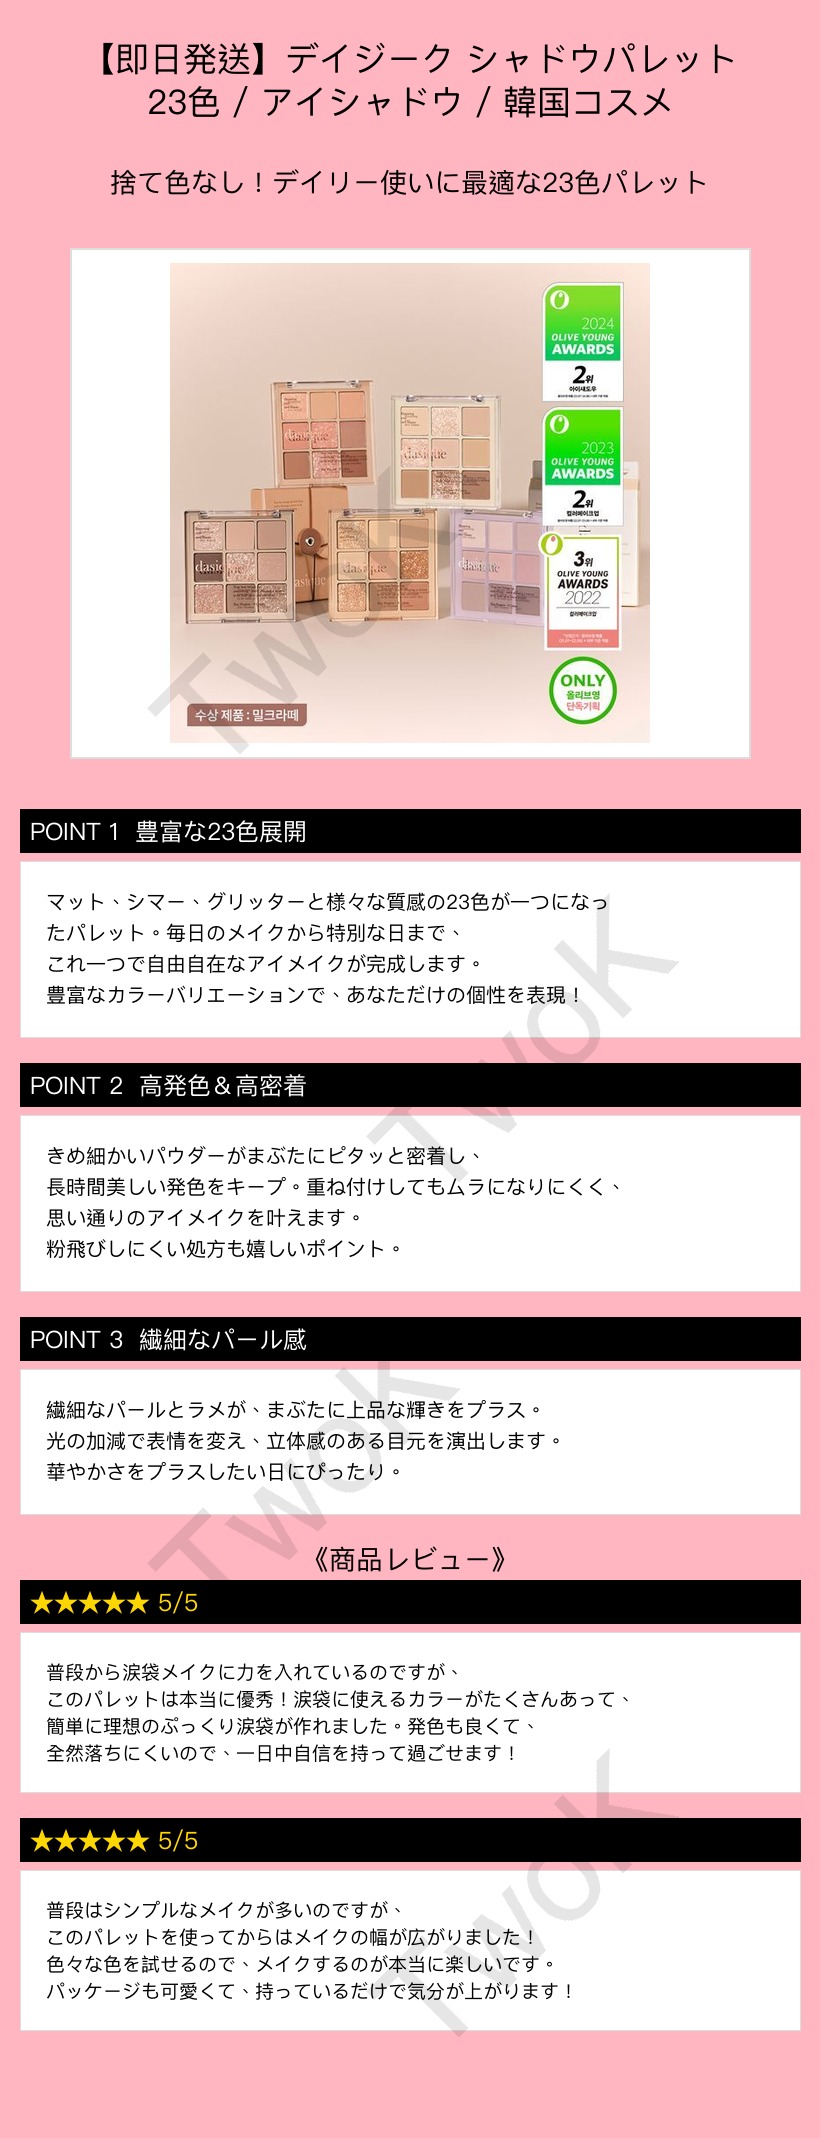 【即日発送】デイジーク シャドウパレット
23色 / アイシャドウ / 韓国コスメ
捨て色なし！デイリー使いに最適な23色パレット
2024
OLIVE YOUNG
AWARDS
2위
아이섀도우
2023
OLIVE YOUNG
AWARDS
2위
컬러메이크업
3위
OLIVE YOUNG
AWARDS
2022
컬러메이크업
ONLY
올리브영
단독기획
dasique
dasique
dasique
dasique
dasique
수상 제품 : 밀크라떼
TwoK
POINT 1 豊富な23色展開
マット、シマー、グリッターと様々な質感の23色が一つになっ
たパレット。毎日のメイクから特別な日まで、
これ一つで自由自在なアイメイクが完成します。
豊富なカラーバリエーションで、あなただけの個性を表現！
TwoK
POINT 2 高発色＆高密着
きめ細かいパウダーがまぶたにピタッと密着し、
長時間美しい発色をキープ。重ね付けしてもムラになりにくく、
思い通りのアイメイクを叶えます。
粉飛びしにくい処方も嬉しいポイント。
POINT 3 繊細なパール感
繊細なパールとラメが、まぶたに上品な輝きをプラス。
光の加減で表情を変え、立体感のある目元を演出します。
華やかさをプラスしたい日にぴったり。
TwoK
《商品レビュー》
★★★★★ 5/5
普段から涙袋メイクに力を入れているのですが、
このパレットは本当に優秀！涙袋に使えるカラーがたくさんあって、
簡単に理想のぷっくり涙袋が作れました。発色も良くて、
全然落ちにくいので、一日中自信を持って過ごせます！
★★★★★ 5/5
普段はシンプルなメイクが多いのですが、
このパレットを使ってからはメイクの幅が広がりました！
色々な色を試せるので、メイクするのが本当に楽しいです。
パッケージも可愛くて、持っているだけで気分が上がります！
TwoK